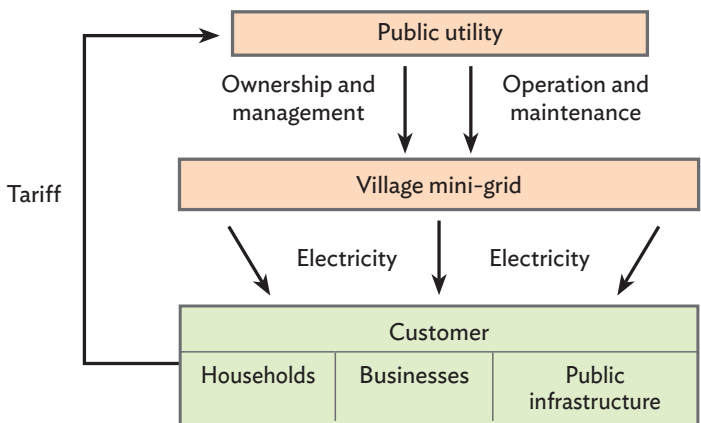 Public utility
Ownership and
management
Operation and
maintenance
Tariff
Village mini-grid
Electricity
Electricity
Customer
Households
Businesses
Public
infrastructure